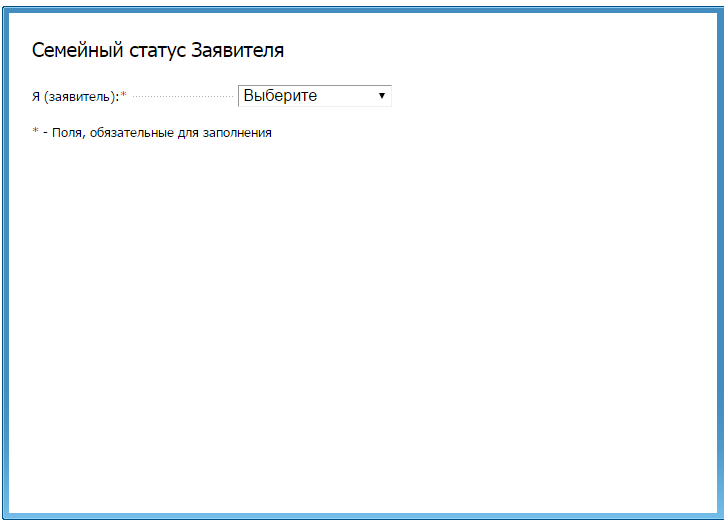 Семейный статус Заявителя
Я (заявитель):* Выберите
* - Поля, обязательные для заполнения